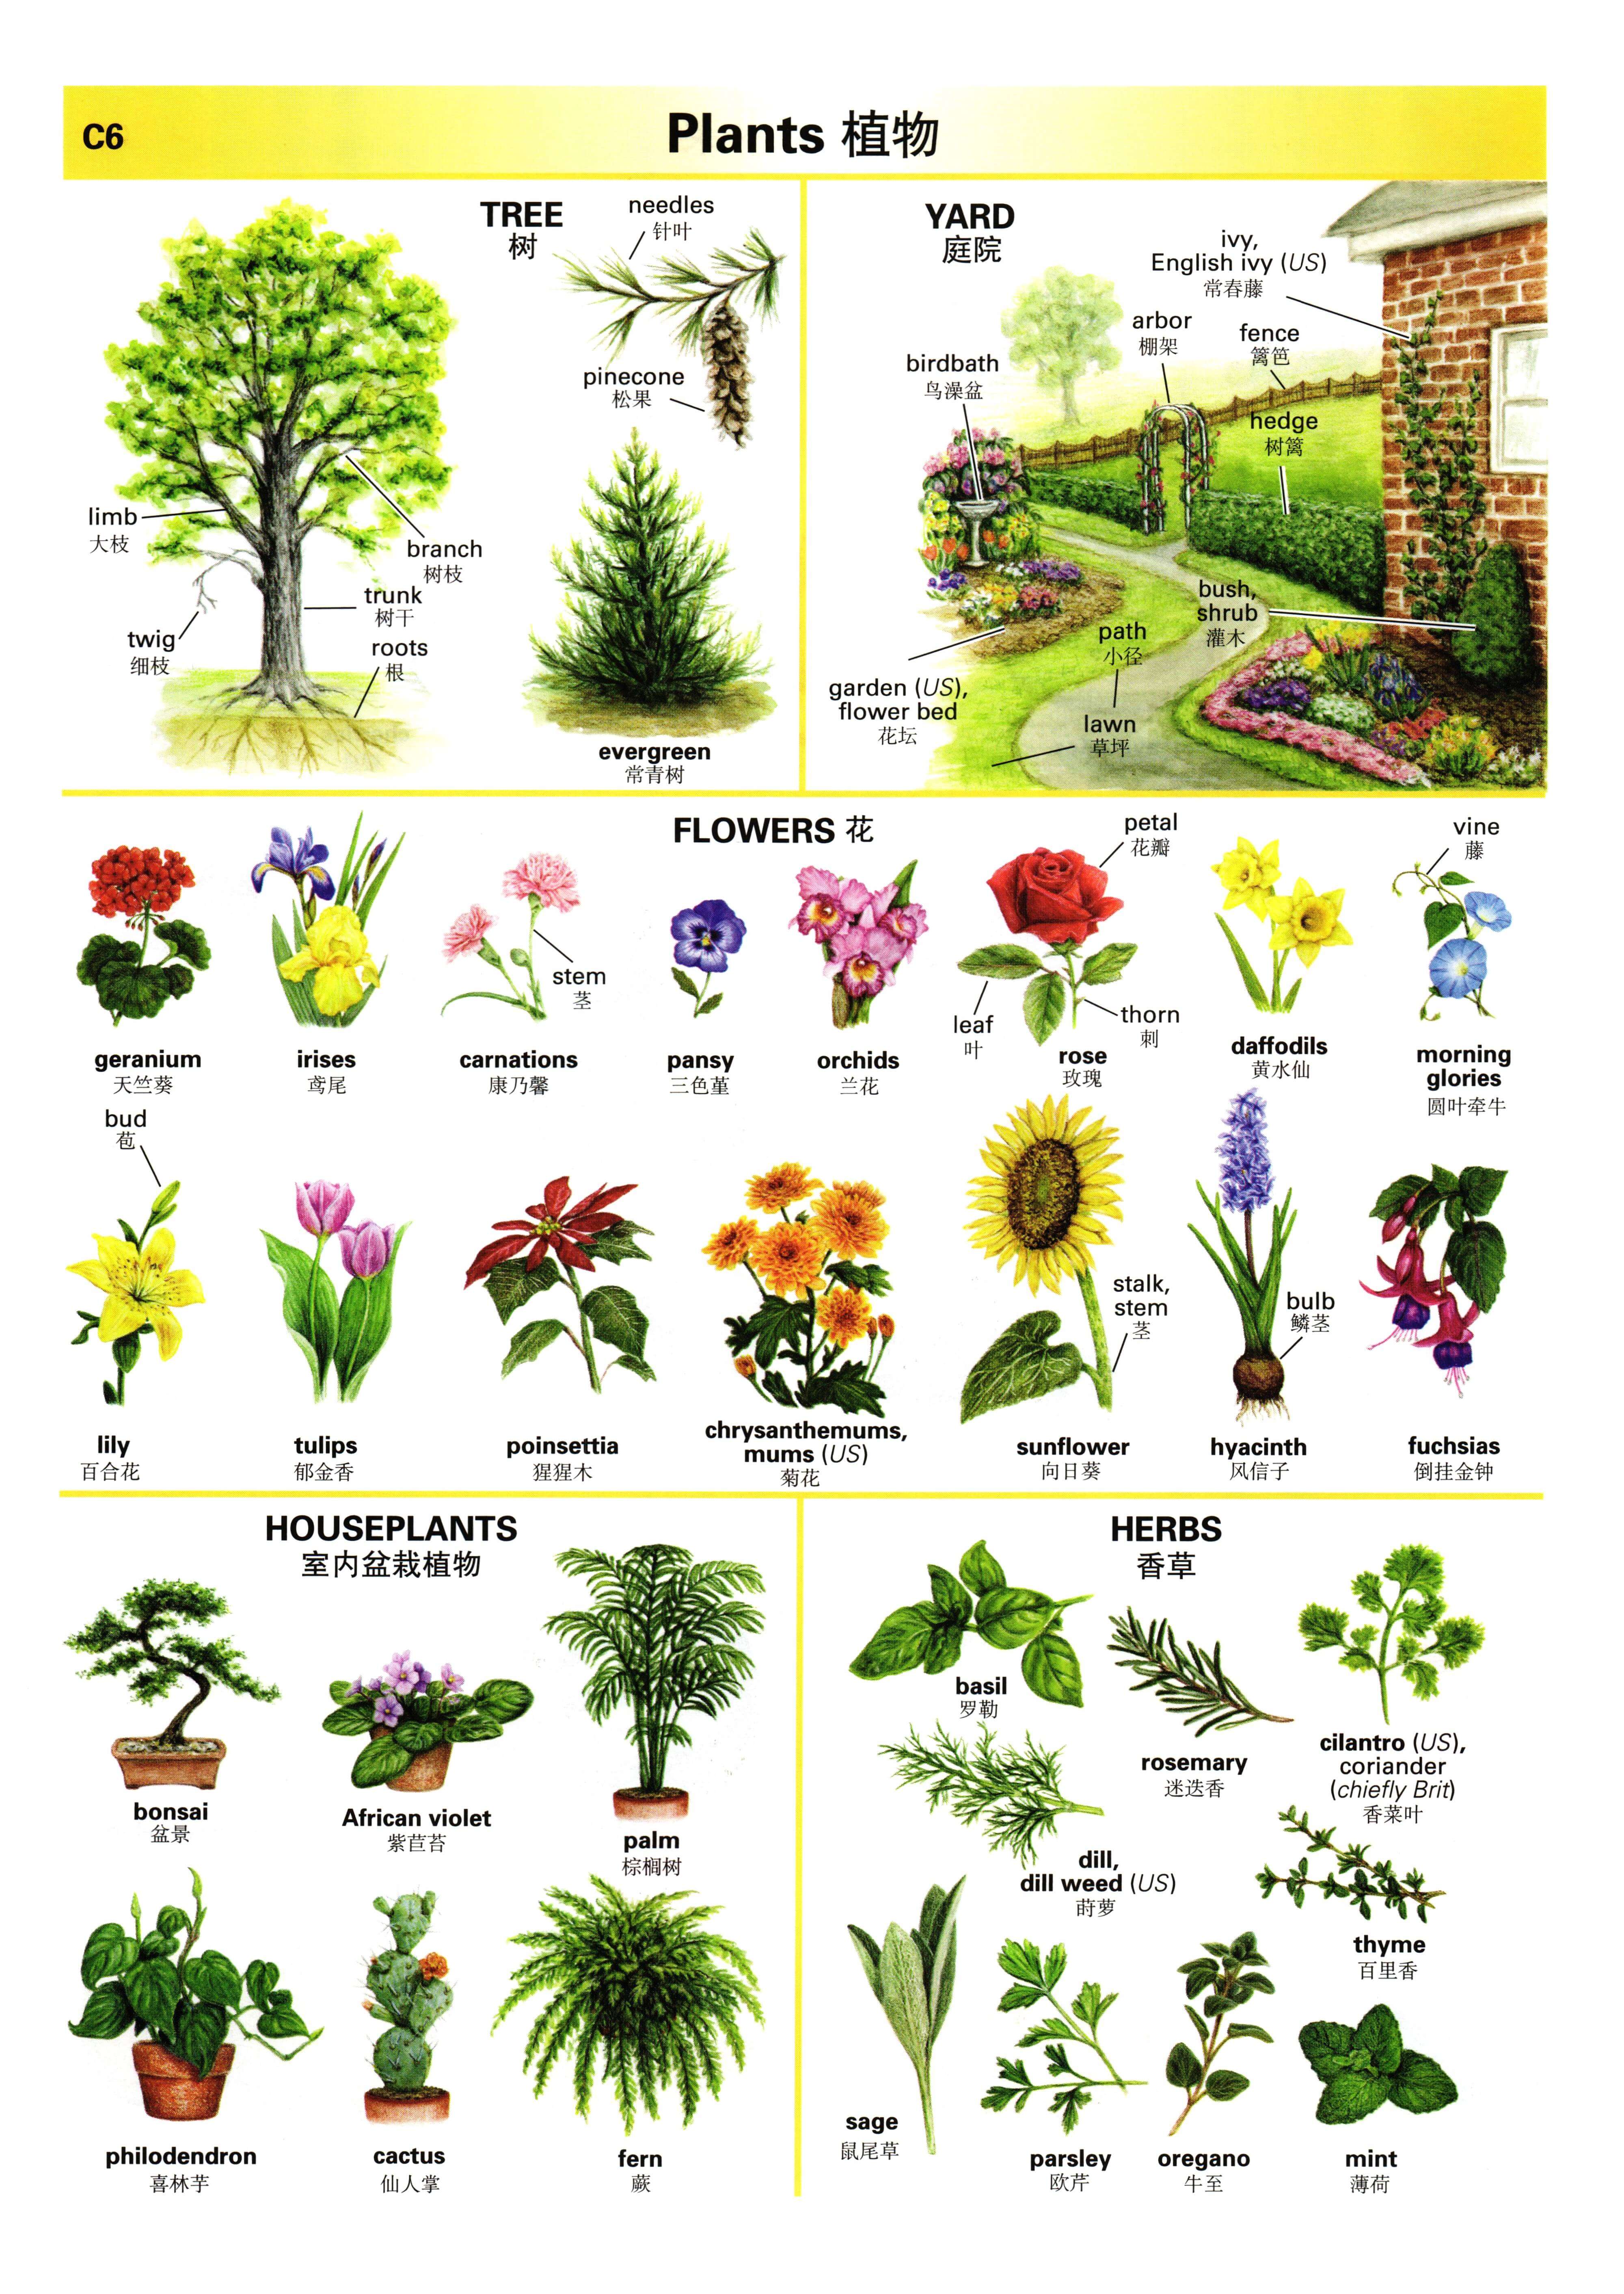 C6
Plants 植物
TREE
树
needles
针叶
pinecone
松果
limb
大枝
branch
树枝
trunk
树干
twig
细枝
roots
根
evergreen
常青树
YARD
庭院
ivy,
English ivy (US)
常春藤
arbor
棚架
fence
篱笆
birdbath
鸟澡盆
hedge
树篱
bush,
shrub
灌木
path
小径
garden (US),
flower bed
花坛
lawn
草坪
FLOWERS 花
petal
花瓣
vine
藤
stem
茎
leaf
叶
thorn
刺
geranium
天竺葵
irises
鸢尾
carnations
康乃馨
pansy
三色堇
orchids
兰花
rose
玫瑰
daffodils
黄水仙
morning
glories
圆叶牵牛
bud
苞
stalk,
stem
茎
bulb
鳞茎
lily
百合花
tulips
郁金香
poinsettia
猩猩木
chrysanthemums,
mums (US)
菊花
sunflower
向日葵
hyacinth
风信子
fuchsias
倒挂金钟
HOUSEPLANTS
室内盆栽植物
bonsai
盆景
African violet
紫苣苔
palm
棕榈树
philodendron
喜林芋
cactus
仙人掌
fern
蕨
HERBS
香草
basil
罗勒
rosemary
迷迭香
cilantro (US),
coriander
(chiefly Brit)
香菜叶
dill,
dill weed (US)
莳萝
thyme
百里香
sage
鼠尾草
parsley
欧芹
oregano
牛至
mint
薄荷